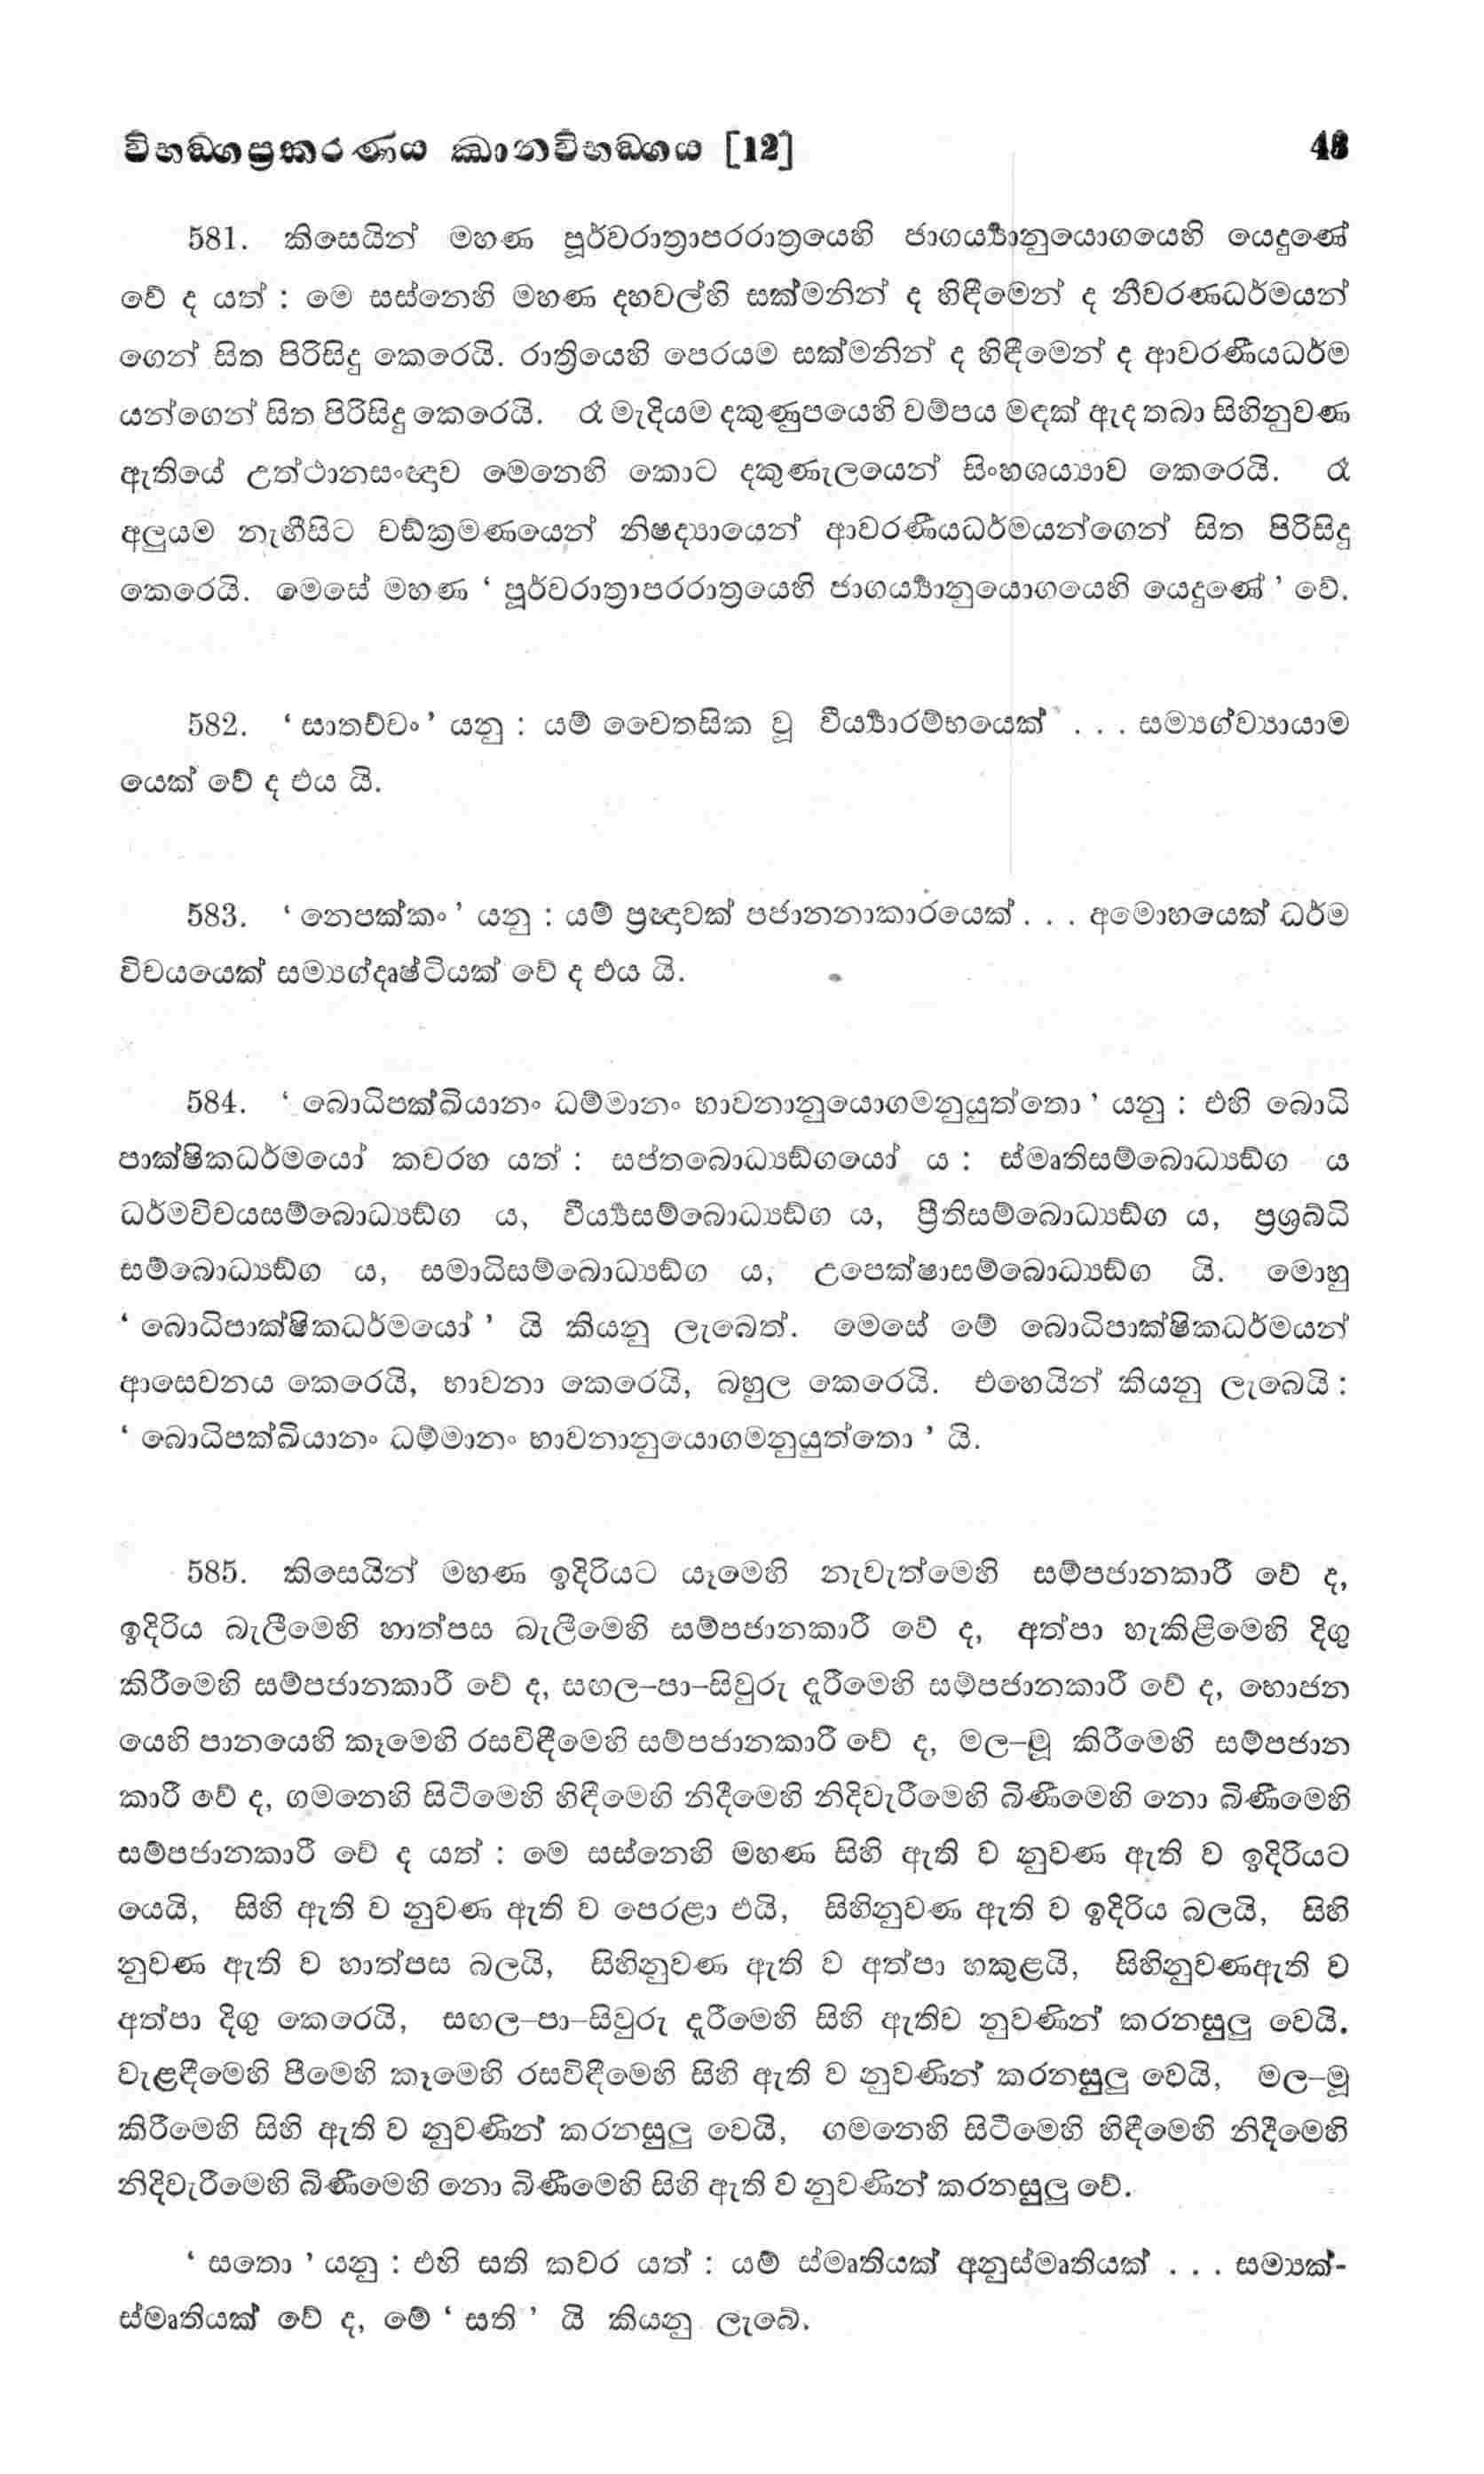 විභඞ්ගප්‍රකරණය ඣානවිභඞ්ගය [12]
581. කිසෙයින් මහණ පූර්වරාත්‍රාපරරාත්‍රයෙහි ජාගර්‍ය්‍යානුයොගයෙහි යෙදුණේ
වේ ද යත් : මෙ සස්නෙහි මහණ දහවල්හි සක්මනින් ද හිඳීමෙන් ද නීවරණධර්මයන්
ගෙන් සිත පිරිසිදු කෙරෙයි. රාත්‍රියෙහි පෙරයම සක්මනින් ද හිඳීමෙන් ද ආවරණීයධර්ම
යන්ගෙන් සිත පිරිසිදු කෙරෙයි. රෑ මැදියම දකුණුපයෙහි වම්පය මඳක් ඇද තබා සිහිනුවණ
ඇතියේ උත්ථානසංඥාව මෙනෙහි කොට දකුණැලයෙන් සිංහශය්‍යාව කෙරෙයි. රෑ
අලුයම නැඟීසිට චඞ්ක්‍රමණයෙන් නිෂද්‍යායෙන් ආවරණීයධර්මයන්ගෙන් සිත පිරිසිදු
කෙරෙයි. මෙසේ මහණ ‘ පූර්වරාත්‍රාපරරාත්‍රයෙහි ජාගර්‍ය්‍යානුයොගයෙහි යෙදුණේ ’ වේ.
582. ‘ සාතච්චං ’ යනු : යම් චෛතසික වූ වීර්‍ය්‍යාරම්භයෙක් . . . සම්‍යග්ව්‍යායාම
යෙක් වේ ද එය යි.
583. ‘ නෙපක්කං ’ යනු : යම් ප්‍රඥාවක් පජානනාකාරයෙක් . . . අමොහයෙක් ධර්ම
විචයයෙක් සම්‍යග්දෘෂ්ටියක් වේ ද එය යි.
584. ‘ බොධිපක්ඛියානං ධම්මානං භාවනානුයොගමනුයුත්තො ’ යනු : එහි බොධි
පාක්ෂිකධර්මයෝ කවරහ යත් : සප්තබොධ්‍යඞ්ගයෝ ය : ස්මෘතිසම්බොධ්‍යඞ්ග ය
ධර්මවිචයසම්බොධ්‍යඞ්ග ය, වීර්‍ය්‍යසම්බොධ්‍යඞ්ග ය, ප්‍රීතිසම්බොධ්‍යඞ්ග ය, ප්‍රශ්‍රබ්ධි
සම්බොධ්‍යඞ්ග ය, සමාධිසම්බොධ්‍යඞ්ග ය, උපෙක්ෂාසම්බොධ්‍යඞ්ග යි. මොහු
‘ බොධිපාක්ෂිකධර්මයෝ ’ යි කියනු ලැබෙත්. මෙසේ මේ බොධිපාක්ෂිකධර්මයන්
ආසෙවනය කෙරෙයි, භාවනා කෙරෙයි, බහුල කෙරෙයි. එහෙයින් කියනු ලැබෙයි :
‘ බොධිපක්ඛියානං ධම්මානං භාවනානුයොගමනුයුත්තො ’ යි.
585. කිසෙයින් මහණ ඉදිරියට යෑමෙහි නැවැත්මෙහි සම්පජානකාරී වේ ද,
ඉදිරිය බැලීමෙහි හාත්පස බැලීමෙහි සම්පජානකාරී වේ ද, අත්පා හැකිළිමෙහි දිගු
කිරීමෙහි සම්පජානකාරී වේ ද, සඟල–පා–සිවුරු දැරීමෙහි සම්පජානකාරී වේ ද, භොජන
යෙහි පානයෙහි කෑමෙහි රසවිඳීමෙහි සම්පජානකාරී වේ ද, මල–මූ කිරීමෙහි සම්පජාන
කාරී වේ ද, ගමනෙහි සිටීමෙහි හිඳීමෙහි නිදීමෙහි නිදිවැරීමෙහි බිණීමෙහි නො බිණීමෙහි
සම්පජානකාරී වේ ද යත් : මෙ සස්නෙහි මහණ සිහි ඇති ව නුවණ ඇති ව ඉදිරියට
යෙයි, සිහි ඇති ව නුවණ ඇති ව පෙරළා එයි, සිහිනුවණ ඇති ව ඉදිරිය බලයි, සිහි
නුවණ ඇති ව හාත්පස බලයි, සිහිනුවණ ඇති ව අත්පා හකුළයි, සිහිනුවණඇති ව
අත්පා දිගු කෙරෙයි, සඟල–පා–සිවුරු දැරීමෙහි සිහි ඇතිව නුවණින් කරනසුලු වෙයි.
වැළඳීමෙහි පීමෙහි කෑමෙහි රසවිඳීමෙහි සිහි ඇති ව නුවණින් කරනසුලු වෙයි, මල–මූ
කිරීමෙහි සිහි ඇති ව නුවණින් කරනසුලු වෙයි, ගමනෙහි සිටීමෙහි හිඳීමෙහි නිදීමෙහි
නිදිවැරීමෙහි බිණීමෙහි නො බිණීමෙහි සිහි ඇති ව නුවණින් කරනසුලු වේ.
‘ සතො ’ යනු : එහි සති කවර යත් : යම් ස්මෘතියක් අනුස්මෘතියක් . . . සම්‍යක්-
ස්මෘතියක් වේ ද, මේ ‘ සති ’ යි කියනු ලැබේ.